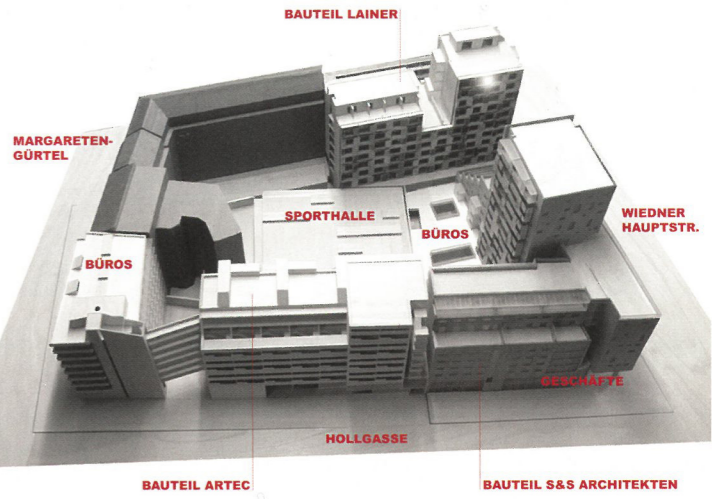 BAUTEIL LAINER
MARGARETEN-
GÜRTEL
SPORTHALLE
WIEDNER
HAUPTSTR.
BÜROS
BÜROS
GESCHÄFTE
HOLLGASSE
BAUTEIL ARTEC
BAUTEIL S&S ARCHITEKTEN